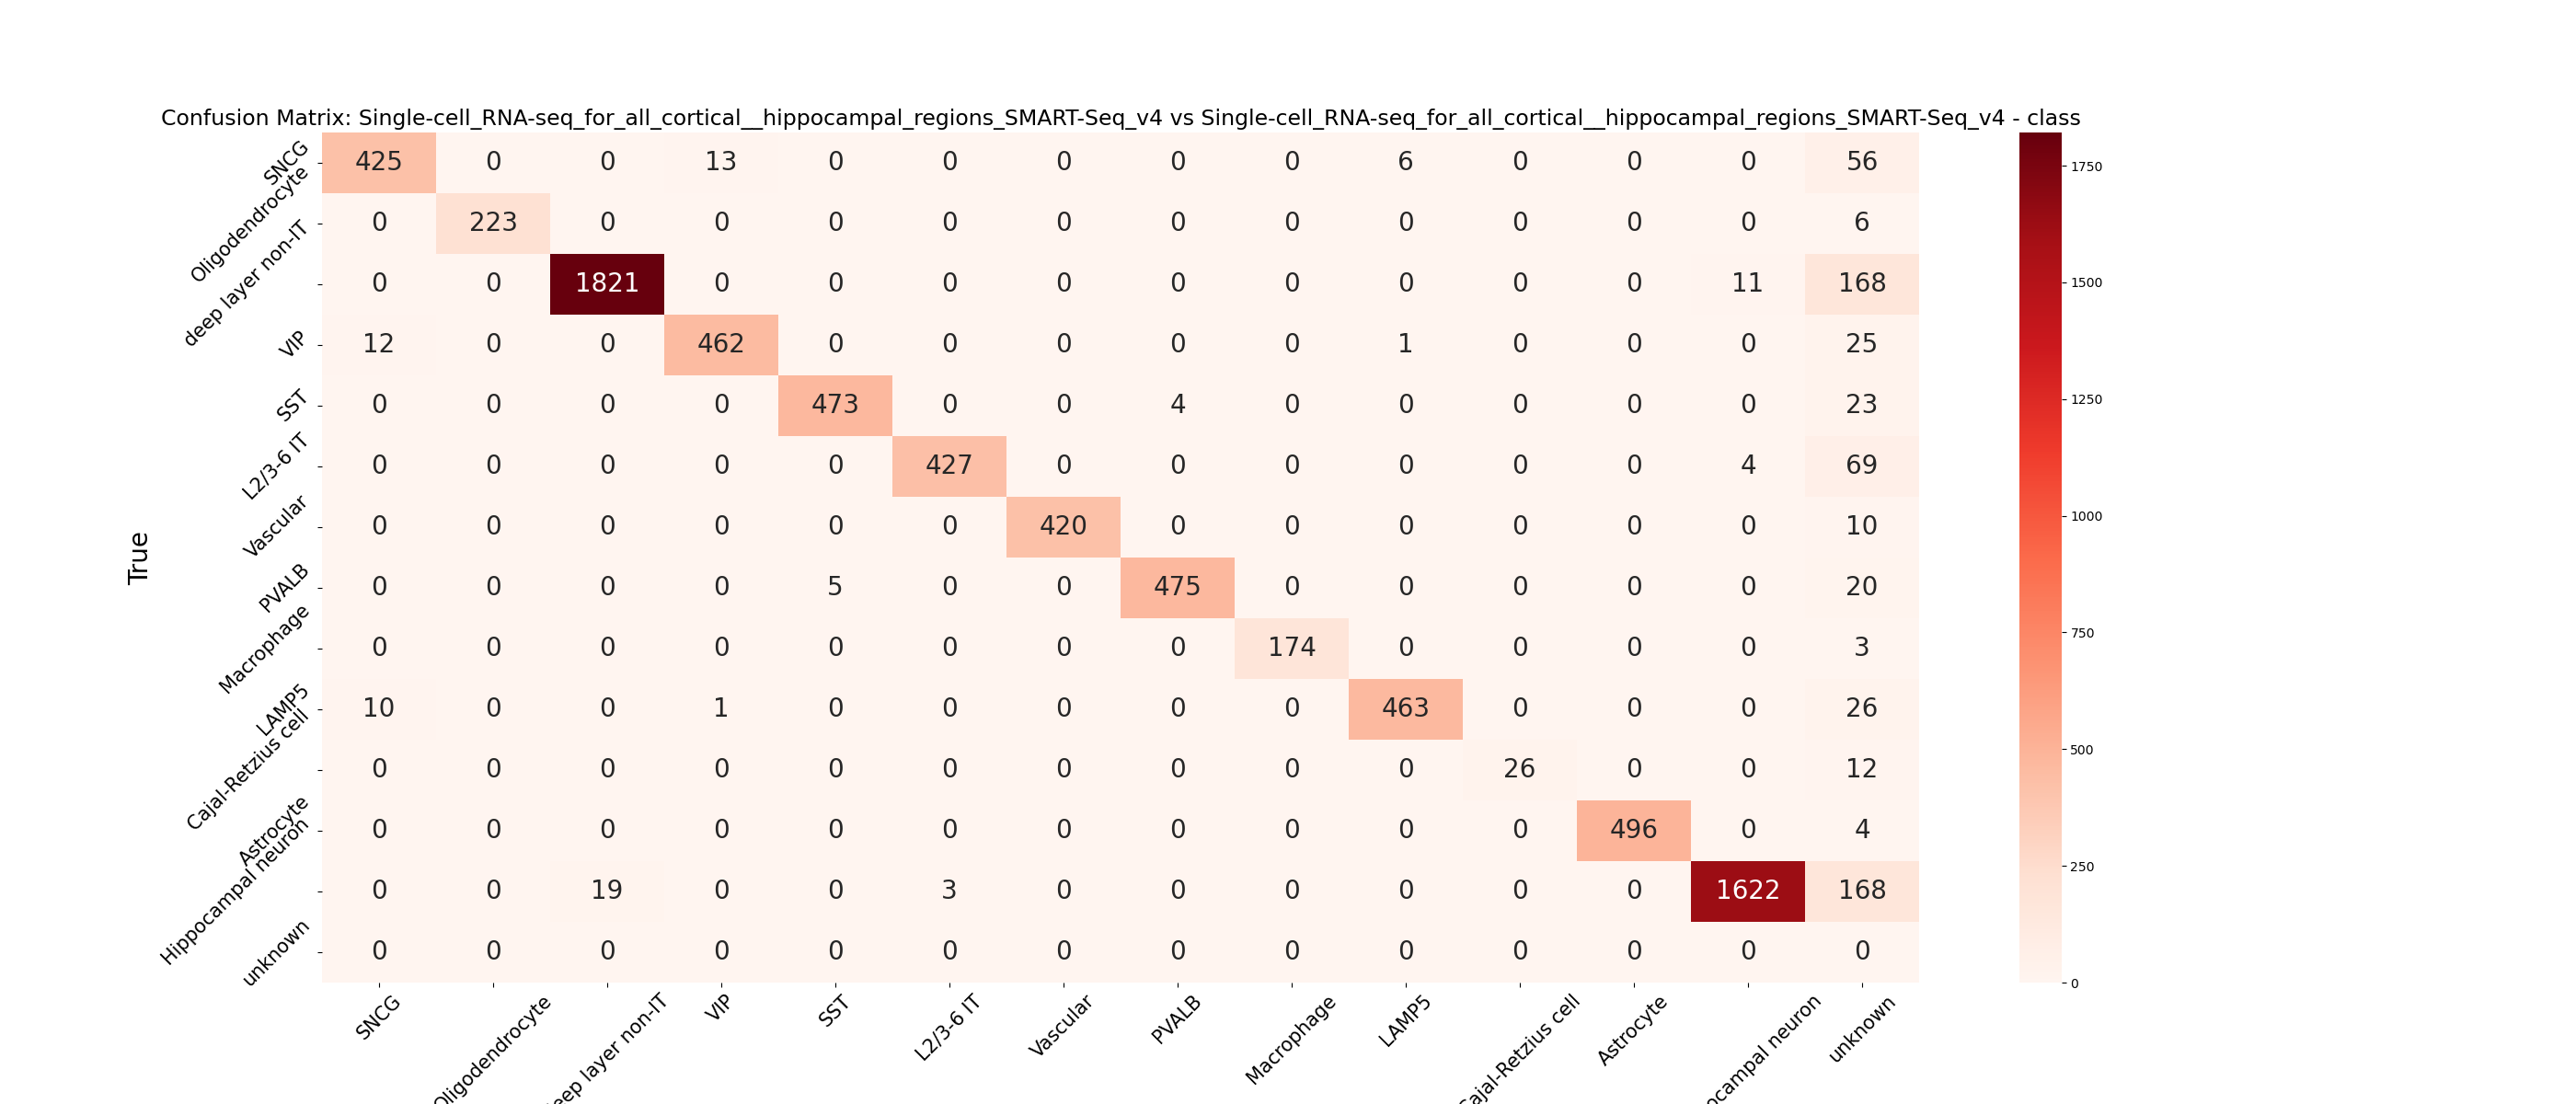 Confusion Matrix: Single-cell_RNA-seq_for_all_cortical__hippocampal_regions_SMART-Seq_v4 vs Single-cell_RNA-seq_for_all_cortical__hippocampal_regions_SMART-Seq_v4 - class
True
SNCG 425 0 0 13 0 0 0 0 0 6 0 0 0 56
Oligodendrocyte 0 223 0 0 0 0 0 0 0 0 0 0 0 6
deep layer non-IT 0 0 1821 0 0 0 0 0 0 0 0 0 11 168
VIP 12 0 0 462 0 0 0 0 0 1 0 0 0 25
SST 0 0 0 0 473 0 0 4 0 0 0 0 0 23
L2/3-6 IT 0 0 0 0 0 427 0 0 0 0 0 0 4 69
Vascular 0 0 0 0 0 0 420 0 0 0 0 0 0 10
PVALB 0 0 0 0 5 0 0 475 0 0 0 0 0 20
Macrophage 0 0 0 0 0 0 0 0 174 0 0 0 0 3
LAMP5 10 0 0 1 0 0 0 0 0 463 0 0 0 26
Cajal-Retzius cell 0 0 0 0 0 0 0 0 0 0 26 0 0 12
Astrocyte 0 0 0 0 0 0 0 0 0 0 0 496 0 4
Hippocampal neuron 0 0 19 0 0 3 0 0 0 0 0 0 1622 168
unknown 0 0 0 0 0 0 0 0 0 0 0 0 0 0
SNCG Oligodendrocyte eep layer non-IT VIP SST L2/3-6 IT Vascular PVALB Macrophage LAMP5 Cajal-Retzius cell Astrocyte ocampal neuron unknown
1750
1500
1250
1000
750
500
250
0